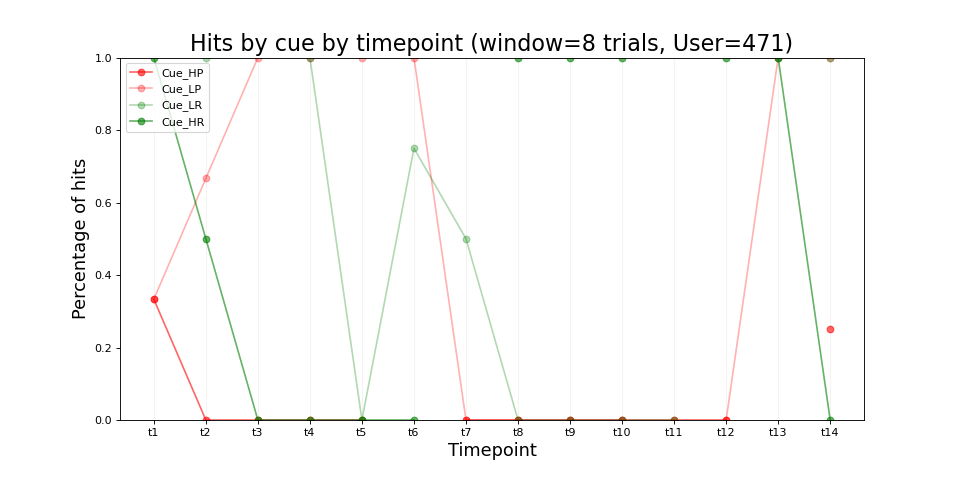 Hits by cue by timepoint (window=8 trials, User=471)
Cue_HP
Cue_LP
Cue_LR
Cue_HR
Percentage of hits
1.0
0.8
0.6
0.4
0.2
0.0
t1 t2 t3 t4 t5 t6 t7 t8 t9 t10 t11 t12 t13 t14
Timepoint